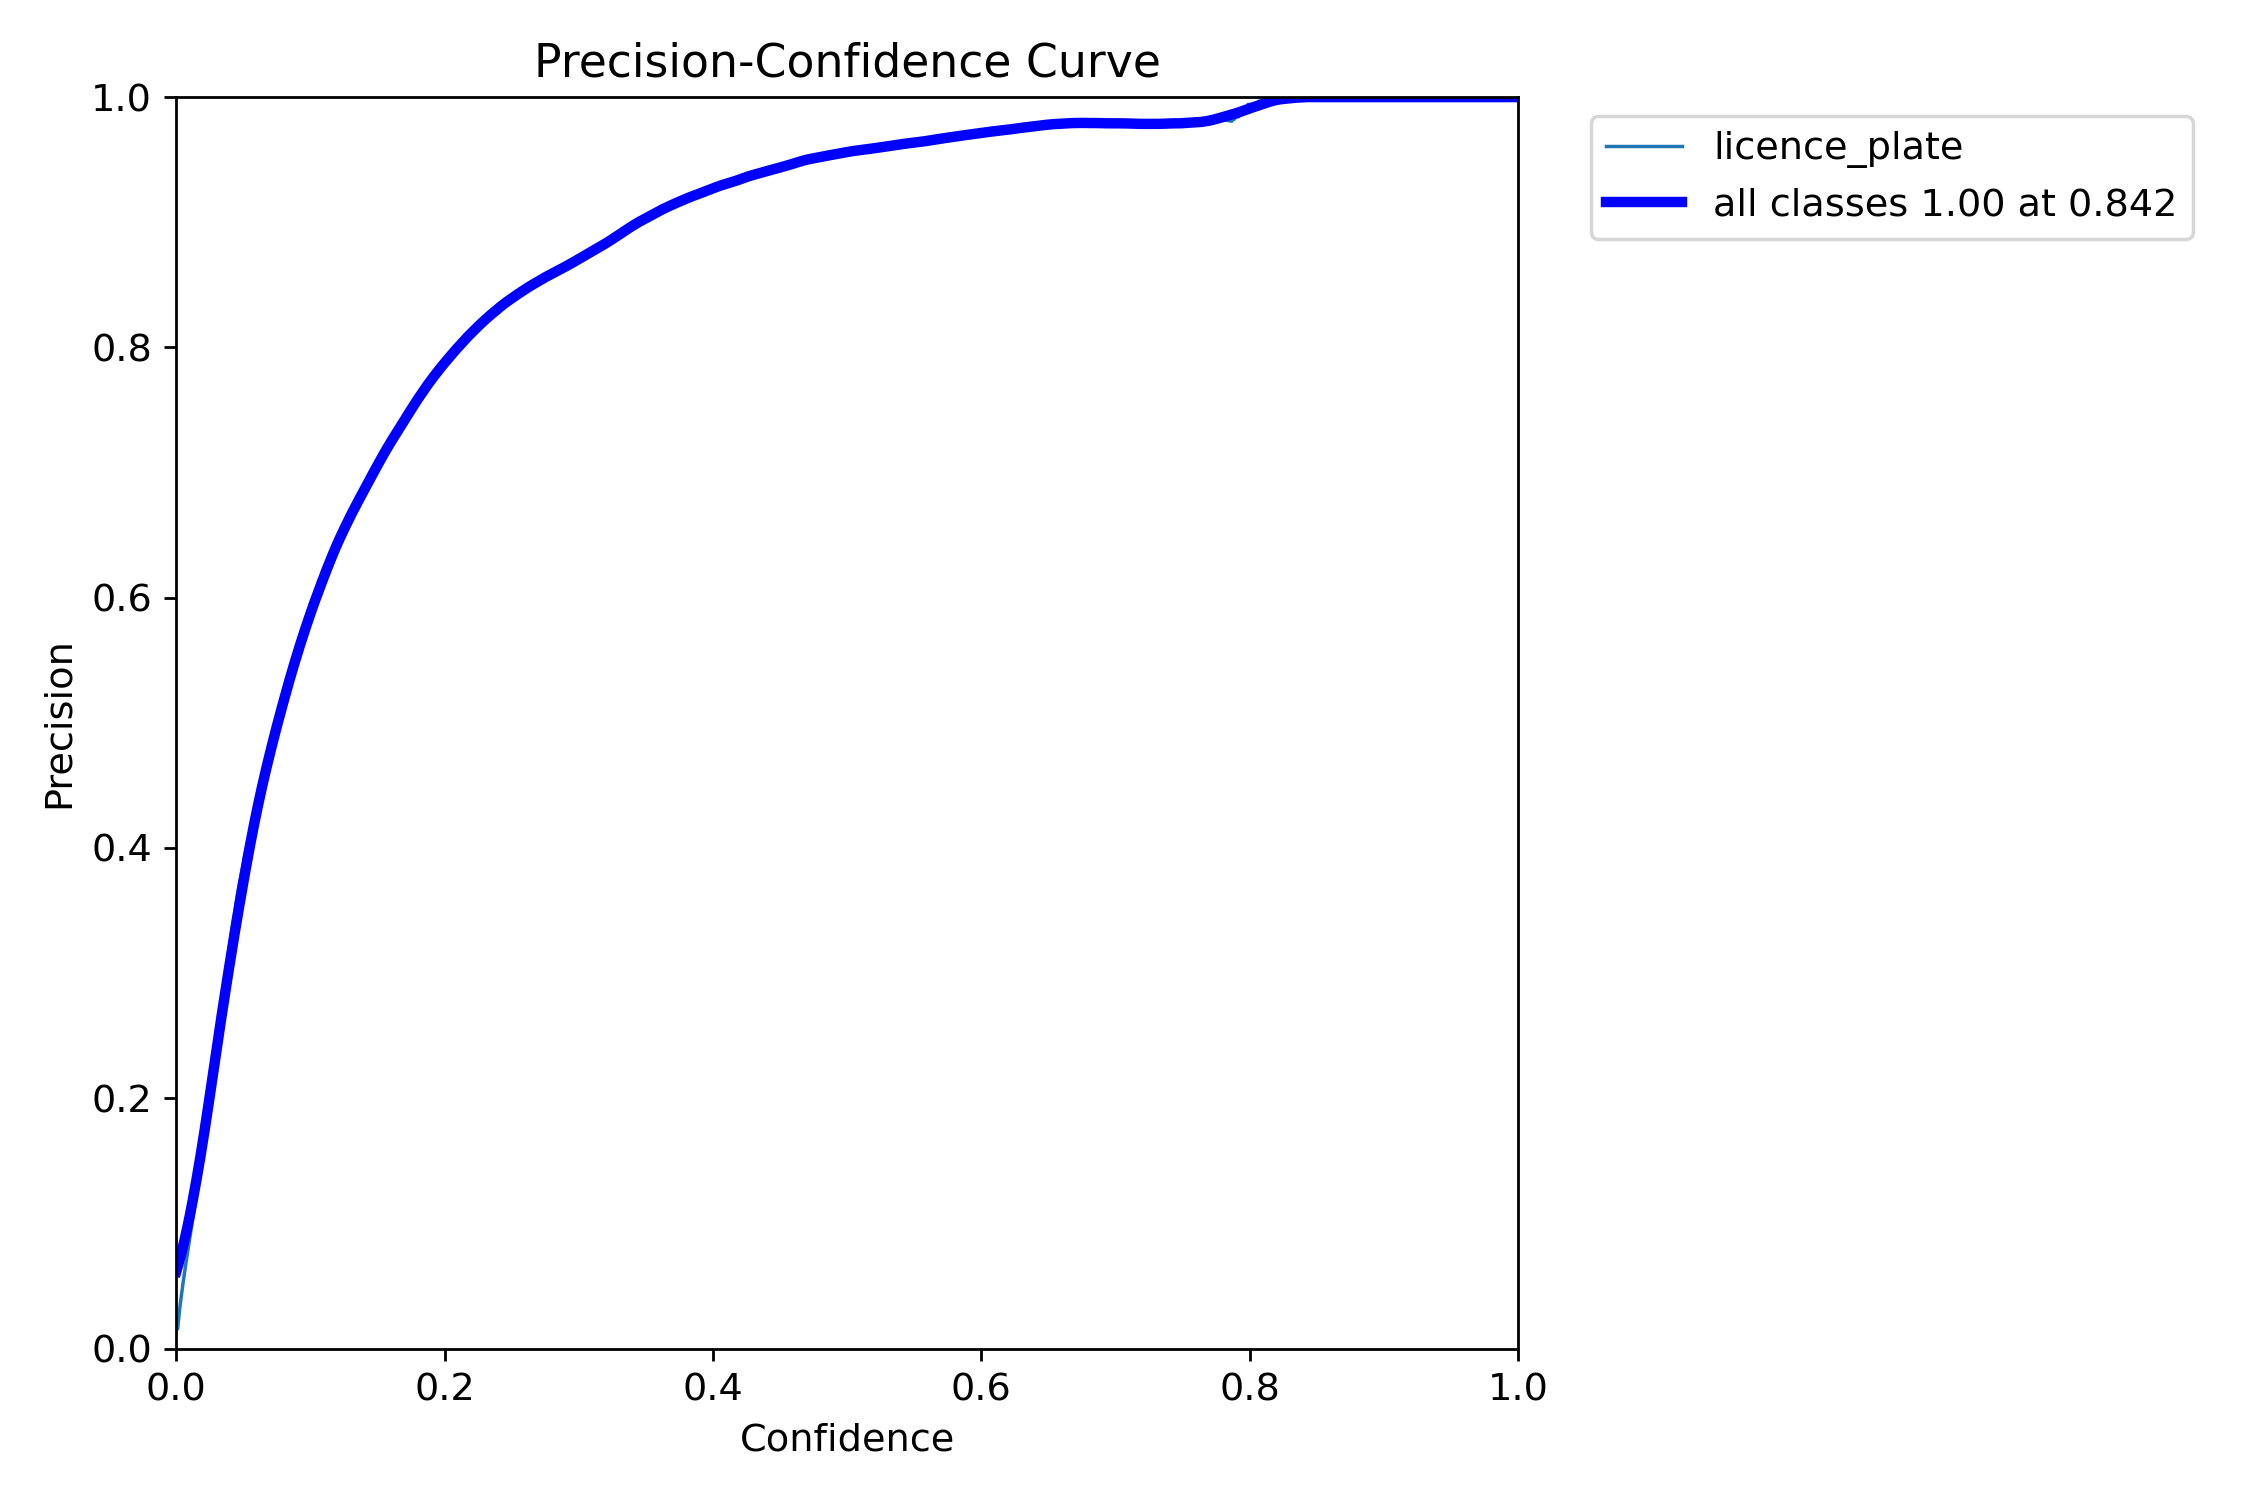 Precision-Confidence Curve
1.0
0.8
0.6
0.4
0.2
0.0
Precision
0.0 0.2 0.4 0.6 0.8 1.0
Confidence
licence_plate
all classes 1.00 at 0.842